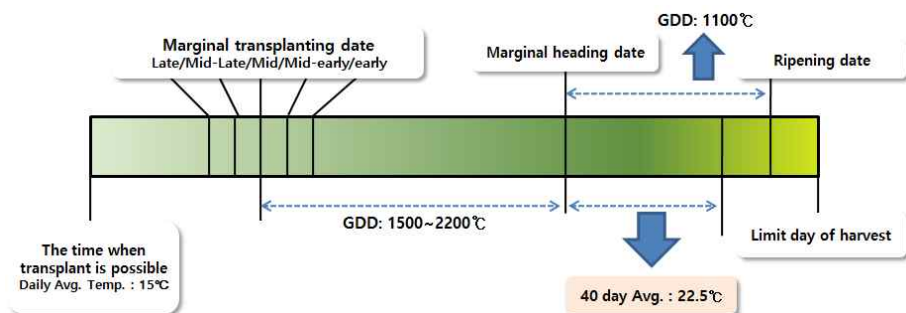 GDD: 1100℃
Marginal transplanting date
Late/Mid-Late/Mid/Mid-early/early
Marginal heading date
Ripening date
GDD: 1500~2200℃
The time when
transplant is possible
Daily Avg. Temp. : 15℃
Limit day of harvest
40 day Avg. : 22.5℃